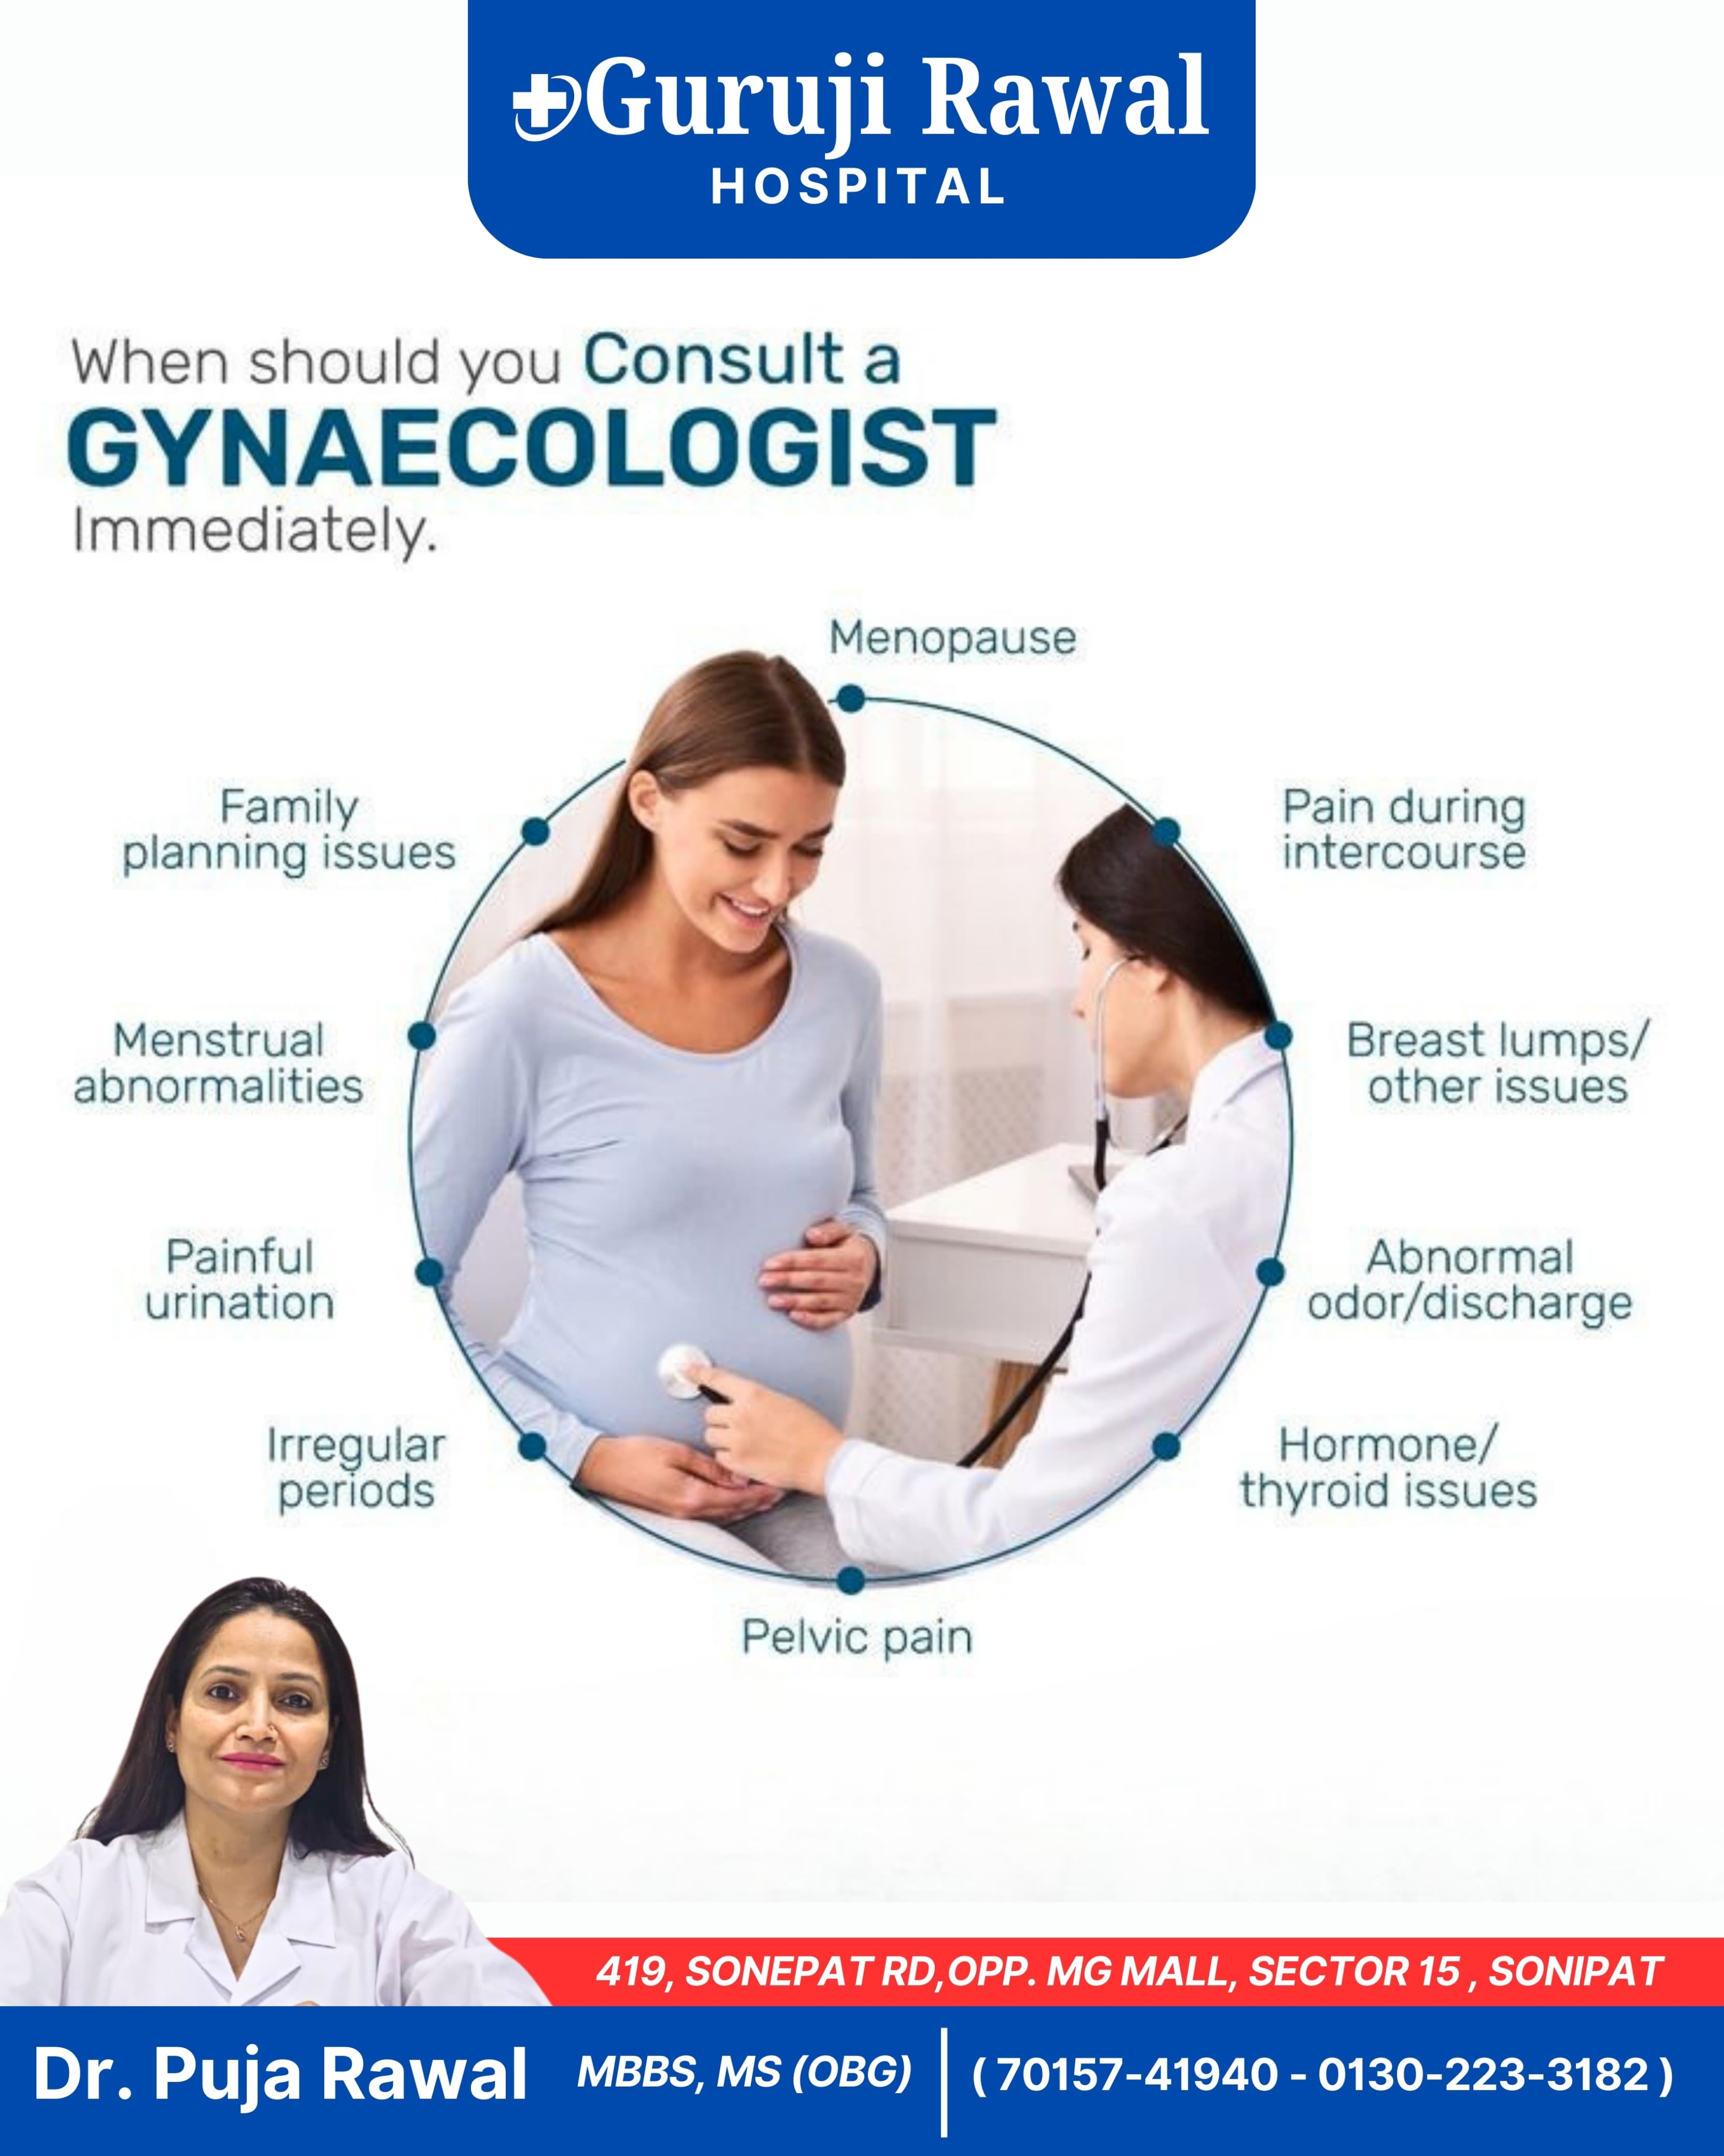 Guruji Rawal
HOSPITAL
When should you Consult a
GYNAECOLOGIST
Immediately.
Menopause
Family
planning issues
Pain during
intercourse
Menstrual
abnormalities
Breast lumps/
other issues
Painful
urination
Abnormal
odor/discharge
Irregular
periods
Hormone/
thyroid issues
Pelvic pain
419, SONEPAT RD,OPP. MG MALL, SECTOR 15 , SONIPAT
Dr. Puja Rawal MBBS, MS (OBG) ( 70157-41940 - 0130-223-3182 )